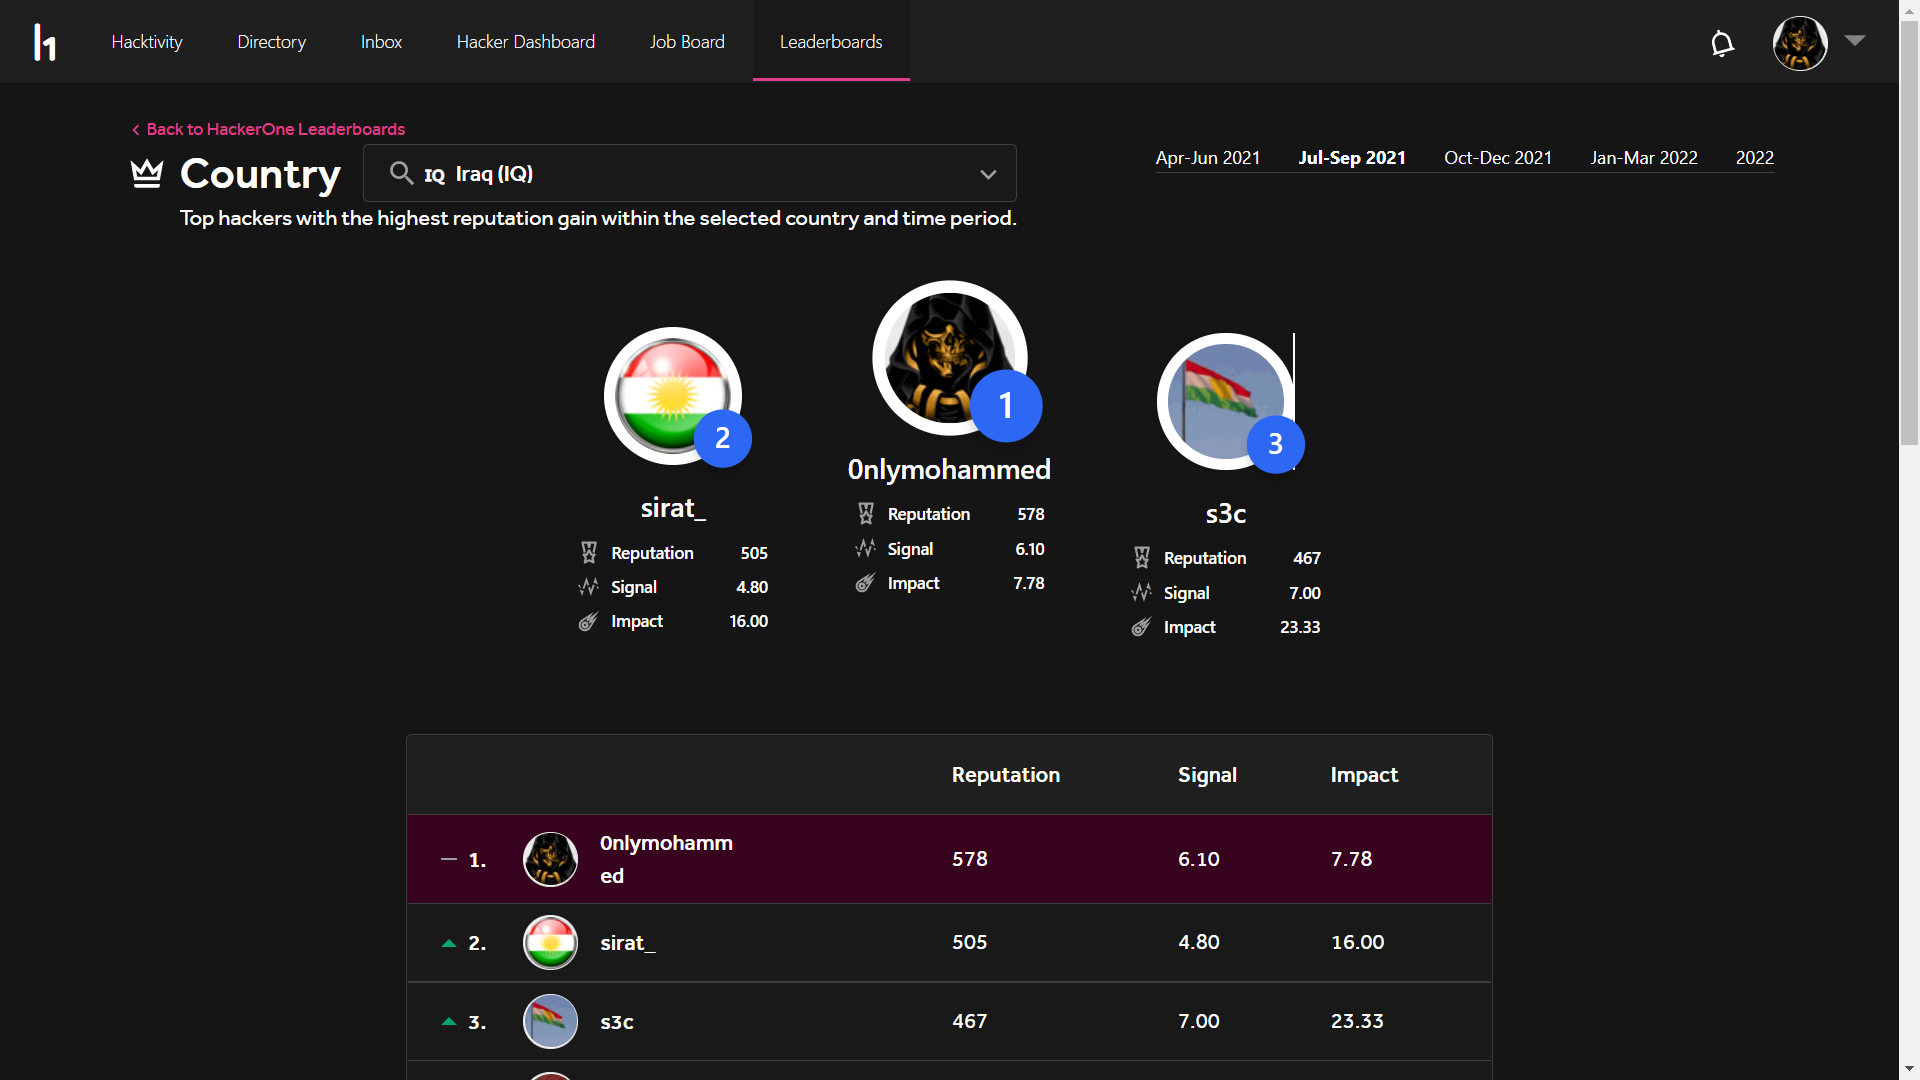 h1 Hacktivity Directory Inbox Hacker Dashboard Job Board Leaderboards
Back to HackerOne Leaderboards
Country IQ Iraq (IQ)
Apr-Jun 2021 Jul-Sep 2021 Oct-Dec 2021 Jan-Mar 2022 2022
Top hackers with the highest reputation gain within the selected country and time period.
2
sirat_
Reputation 505
Signal 4.80
Impact 16.00
1
0nlymohammed
Reputation 578
Signal 6.10
Impact 7.78
3
s3c
Reputation 467
Signal 7.00
Impact 23.33
Reputation Signal Impact
1. 0nlymohamm
ed 578 6.10 7.78
2. sirat_ 505 4.80 16.00
3. s3c 467 7.00 23.33